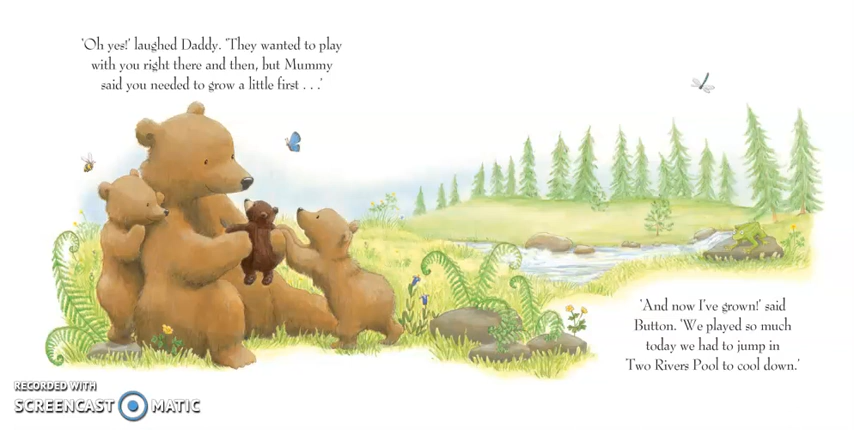 'Oh yes!' laughed Daddy. 'They wanted to play
with you right there and then, but Mummy
said you needed to grow a little first . . .'
'And now I've grown!' said
Button. 'We played so much
today we had to jump in
Two Rivers Pool to cool down.'
RECORDED WITH
SCREENCAST MATIC